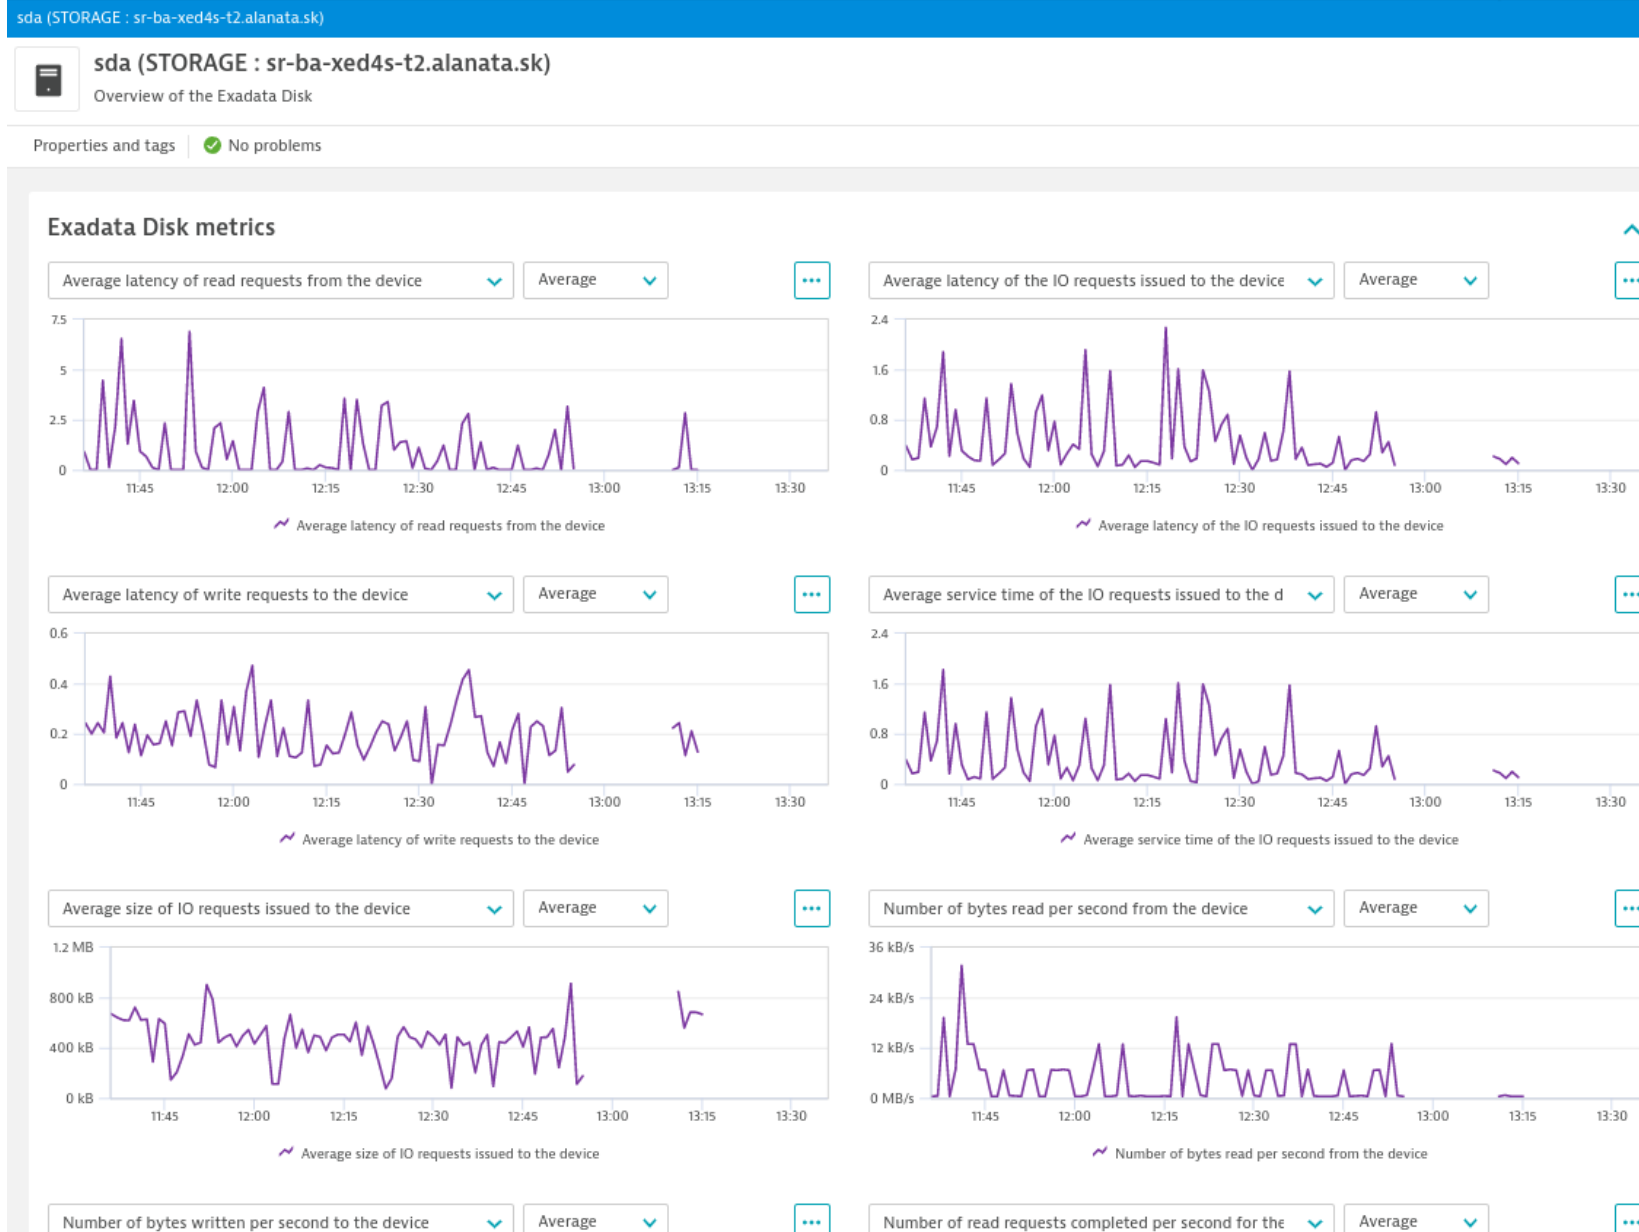 sda (STORAGE : sr-ba-xed4s-t2.alanata.sk)
sda (STORAGE : sr-ba-xed4s-t2.alanata.sk)
Overview of the Exadata Disk
Properties and tags
No problems
Exadata Disk metrics
Average latency of read requests from the device
Average
Average latency of the IO requests issued to the device
Average
7.5
5
2.5
0
11:45 12:00 12:15 12:30 12:45 13:00 13:15 13:30
Average latency of read requests from the device
2.4
1.6
0.8
0
11:45 12:00 12:15 12:30 12:45 13:00 13:15 13:30
Average latency of the IO requests issued to the device
Average latency of write requests to the device
Average
Average service time of the IO requests issued to the d
Average
0.6
0.4
0.2
0
11:45 12:00 12:15 12:30 12:45 13:00 13:15 13:30
Average latency of write requests to the device
2.4
1.6
0.8
0
11:45 12:00 12:15 12:30 12:45 13:00 13:15 13:30
Average service time of the IO requests issued to the device
Average size of IO requests issued to the device
Average
Number of bytes read per second from the device
Average
1.2 MB
800 kB
400 kB
0 kB
11:45 12:00 12:15 12:30 12:45 13:00 13:15 13:30
Average size of IO requests issued to the device
36 kB/s
24 kB/s
12 kB/s
0 MB/s
11:45 12:00 12:15 12:30 12:45 13:00 13:15 13:30
Number of bytes read per second from the device
Number of bytes written per second to the device
Average
Number of read requests completed per second for the
Average